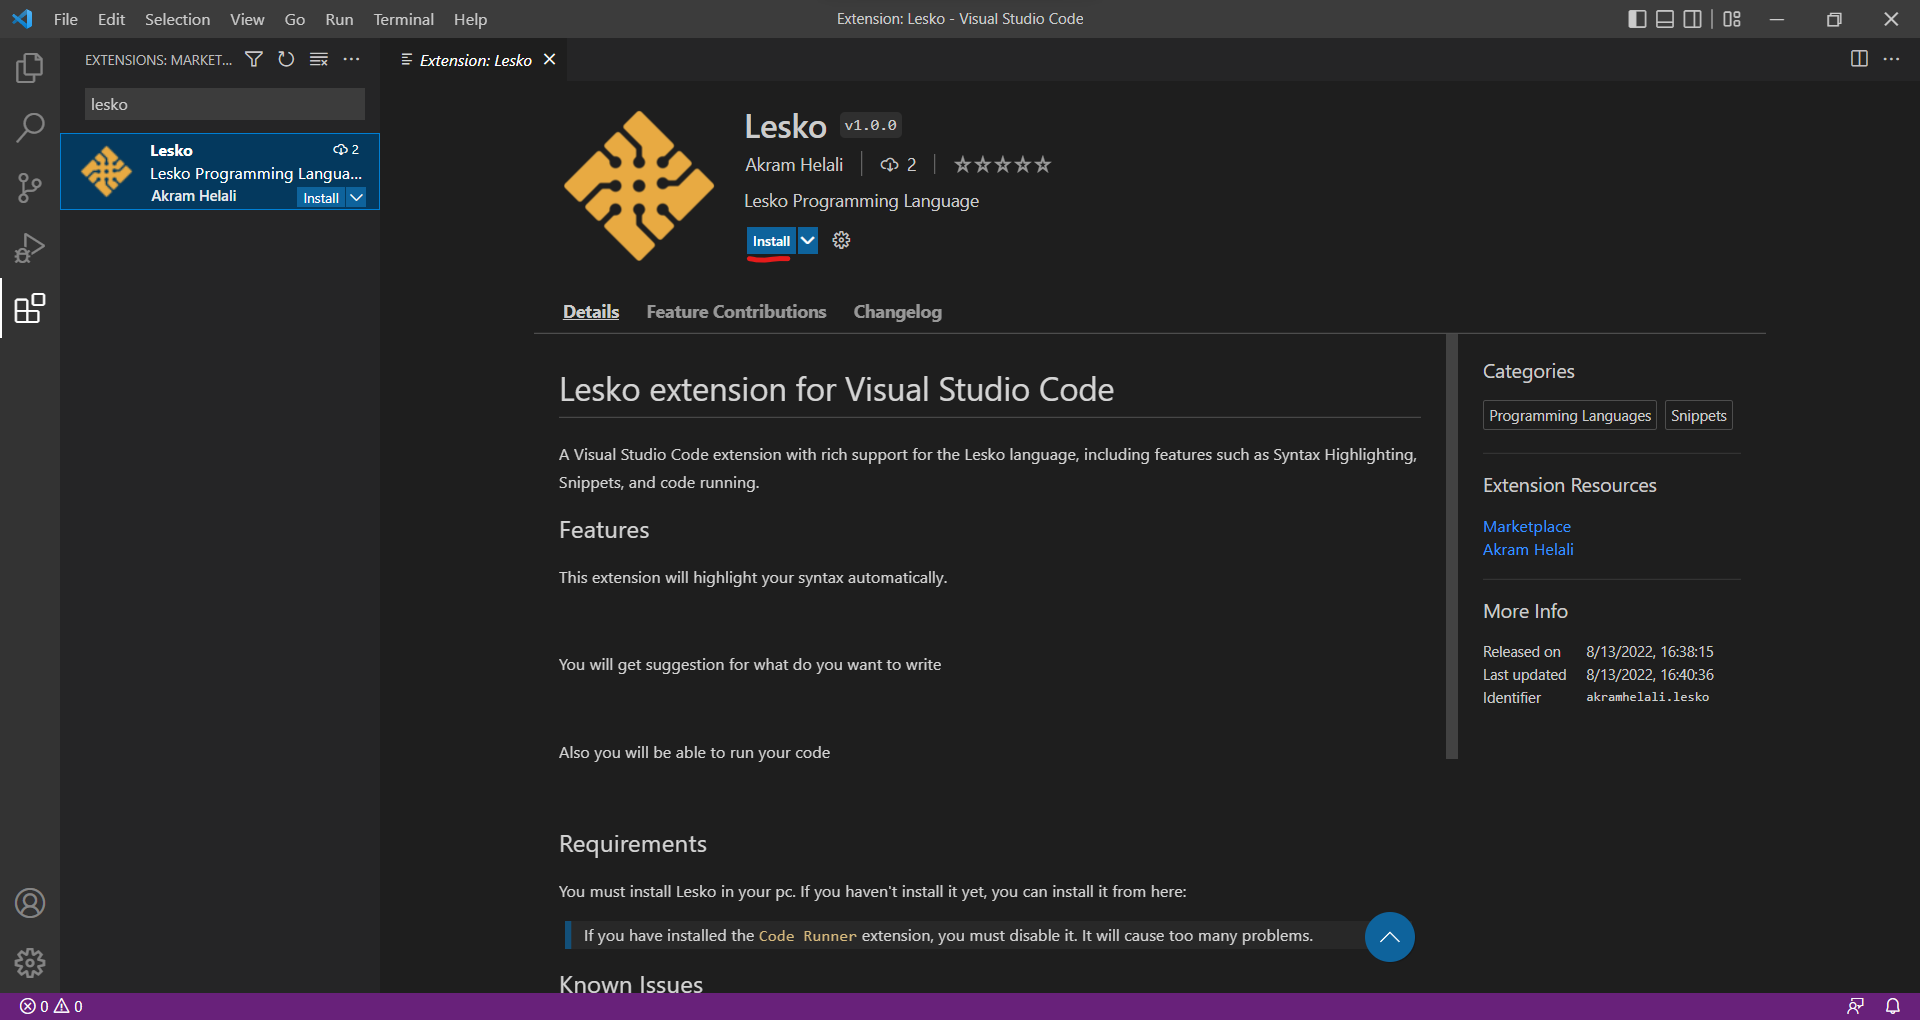 File Edit Selection View Go Run Terminal Help
Extension: Lesko - Visual Studio Code
EXTENSIONS: MARKET...
Extension: Lesko
lesko
Lesko 2
Lesko Programming Langua...
Akram Helali Install
Lesko v1.0.0
Akram Helali 2
Lesko Programming Language
Install
Details Feature Contributions Changelog
Lesko extension for Visual Studio Code
A Visual Studio Code extension with rich support for the Lesko language, including features such as Syntax Highlighting,
Snippets, and code running.
Features
This extension will highlight your syntax automatically.
You will get suggestion for what do you want to write
Also you will be able to run your code
Requirements
You must install Lesko in your pc. If you haven't install it yet, you can install it from here:
If you have installed the Code Runner extension, you must disable it. It will cause too many problems.
Known Issues
Categories
Programming Languages Snippets
Extension Resources
Marketplace
Akram Helali
More Info
Released on 8/13/2022, 16:38:15
Last updated 8/13/2022, 16:40:36
Identifier akramhelali.lesko
0 0